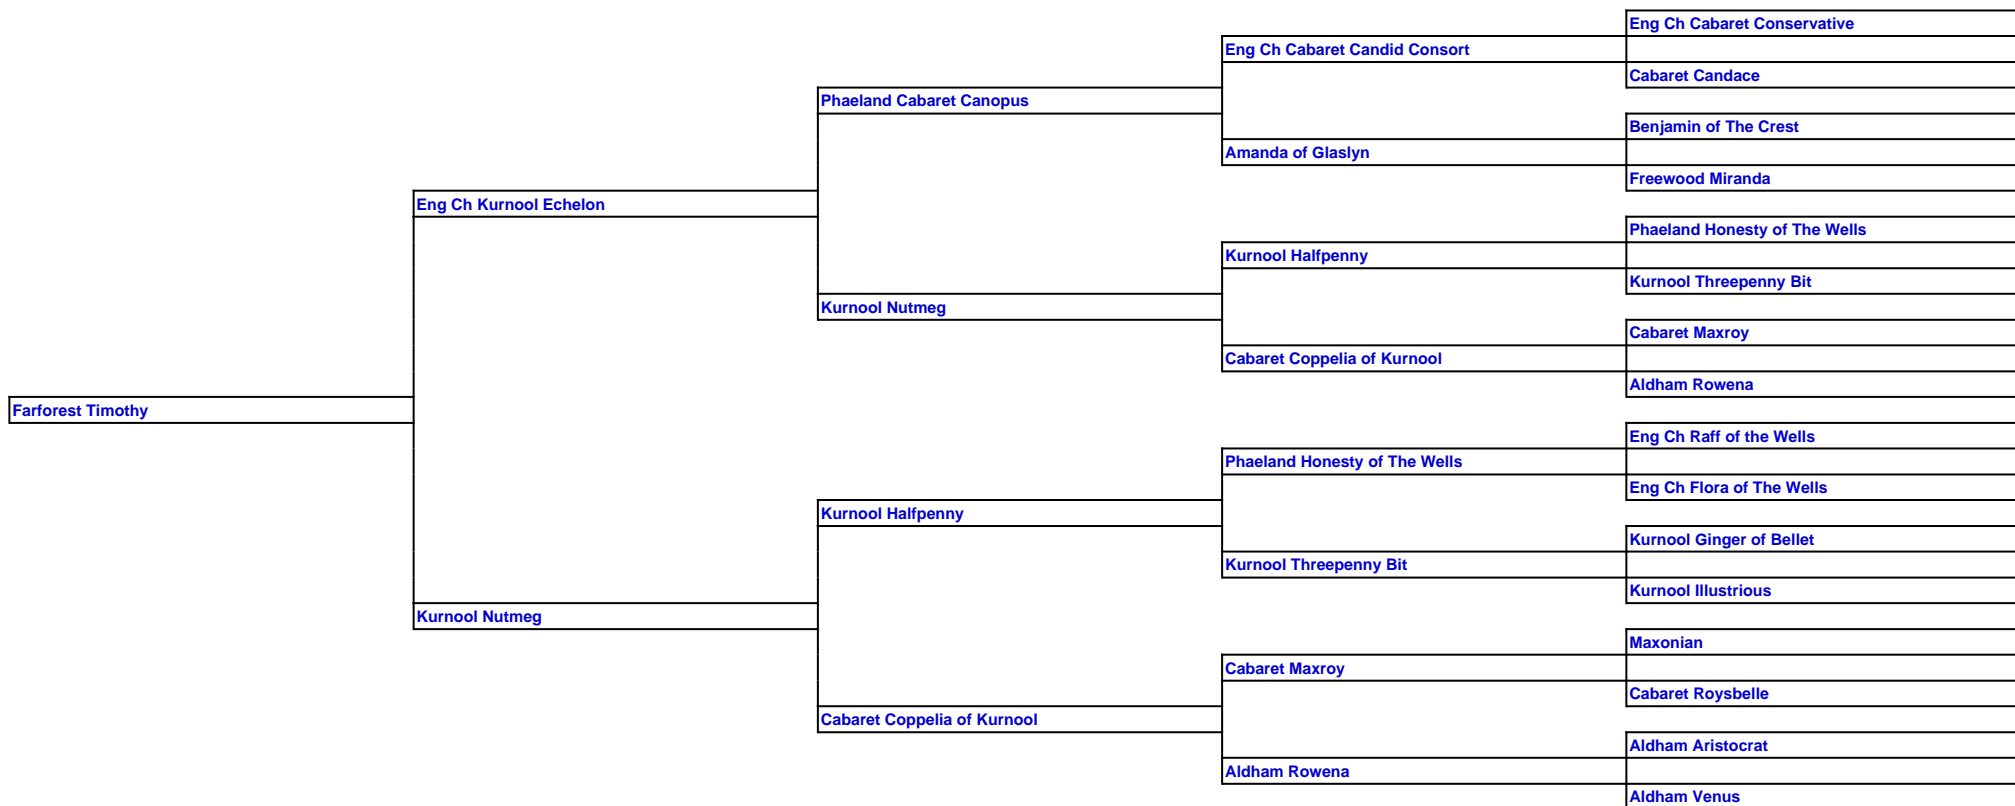 Eng Ch Cabaret Conservative
Eng Ch Cabaret Candid Consort
Cabaret Candace
Phaeland Cabaret Canopus
Benjamin of The Crest
Amanda of Glaslyn
Freewood Miranda
Eng Ch Kurnool Echelon
Phaeland Honesty of The Wells
Kurnool Halfpenny
Kurnool Threepenny Bit
Kurnool Nutmeg
Cabaret Maxroy
Cabaret Coppelia of Kurnool
Aldham Rowena
Farforest Timothy
Eng Ch Raff of the Wells
Phaeland Honesty of The Wells
Eng Ch Flora of The Wells
Kurnool Halfpenny
Kurnool Ginger of Bellet
Kurnool Threepenny Bit
Kurnool Illustrious
Kurnool Nutmeg
Maxonian
Cabaret Maxroy
Cabaret Roysbelle
Cabaret Coppelia of Kurnool
Aldham Aristocrat
Aldham Rowena
Aldham Venus